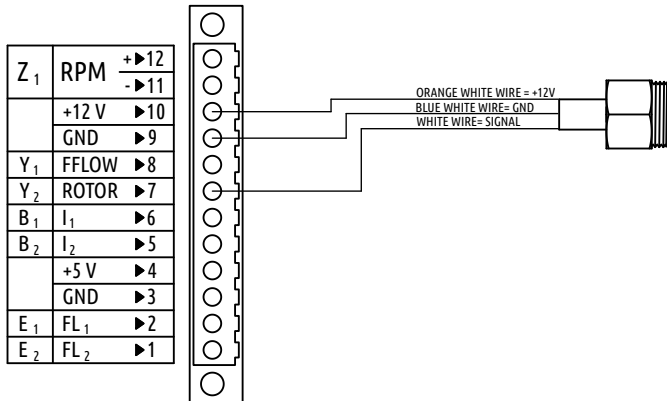 Z₁ RPM + ▶12
- ▶11
+12 V ▶10
GND ▶9
Y₁ FFLOW ▶8
Y₂ ROTOR ▶7
B₁ I₁ ▶6
B₂ I₂ ▶5
+5 V ▶4
GND ▶3
E₁ FL₁ ▶2
E₂ FL₂ ▶1
ORANGE WHITE WIRE = +12V
BLUE WHITE WIRE= GND
WHITE WIRE= SIGNAL